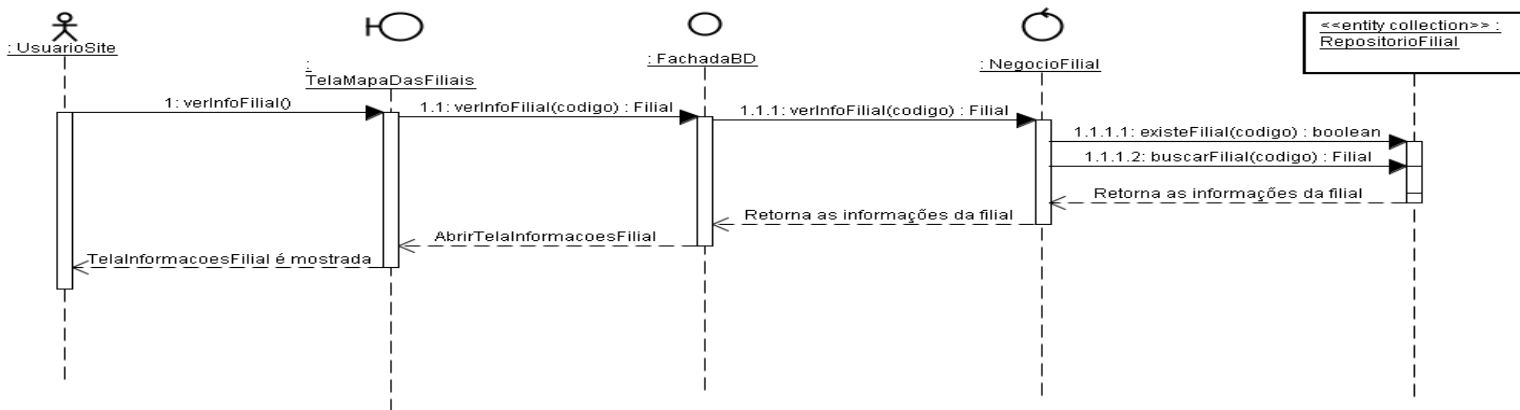 : UsuarioSite
:
TelaMapaDasFiliais
: FachadaBD
: NegocioFilial
<<entity collection>> :
RepositorioFilial
1: verInfoFilial()
1.1: verInfoFilial(codigo) : Filial
1.1.1: verInfoFilial(codigo) : Filial
1.1.1.1: existeFilial(codigo) : boolean
1.1.1.2: buscarFilial(codigo) : Filial
Retorna as informações da filial
Retorna as informações da filial
AbrirTelaInformacoesFilial
TelaInformacoesFilial é mostrada